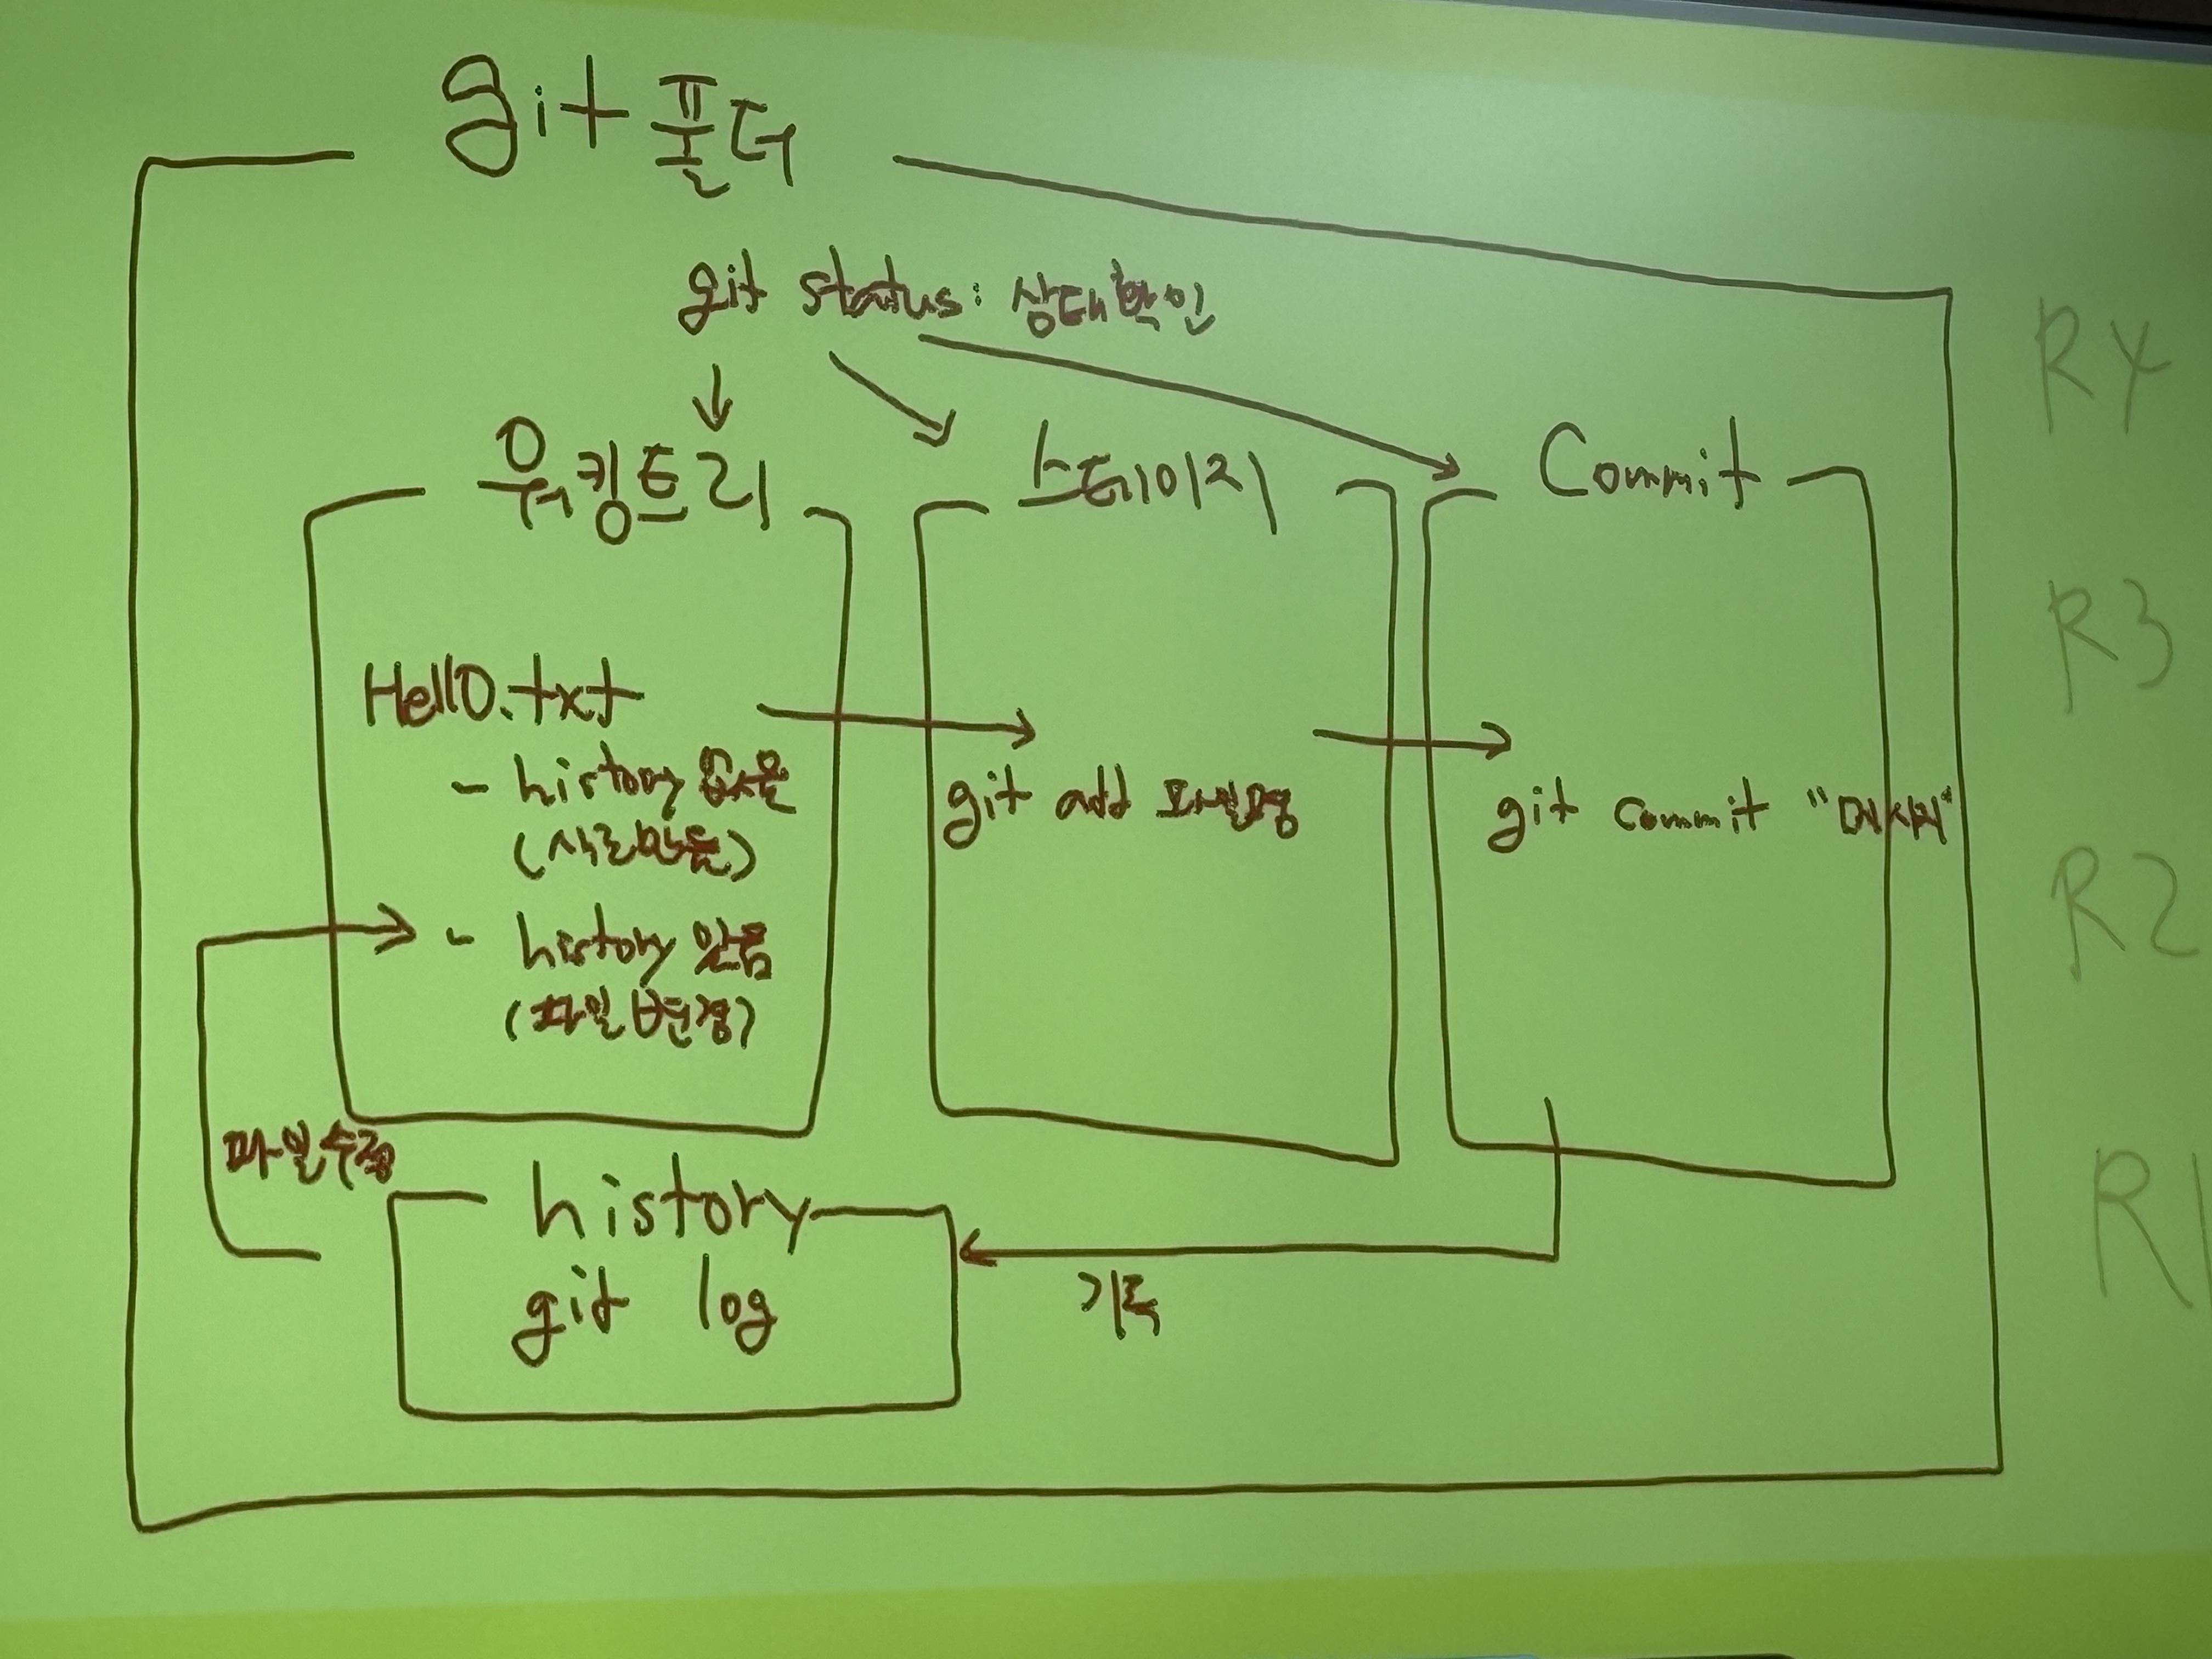 git 폴더
git status: 상태확인
워킹트리
스테이지
Commit
Hello.txt
- history 없음
(새로만듦)
git add 파일명
git commit "메시지"
- history 있음
(파일변경)
파일수정
history
git log
기록
R4
R3
R2
R1